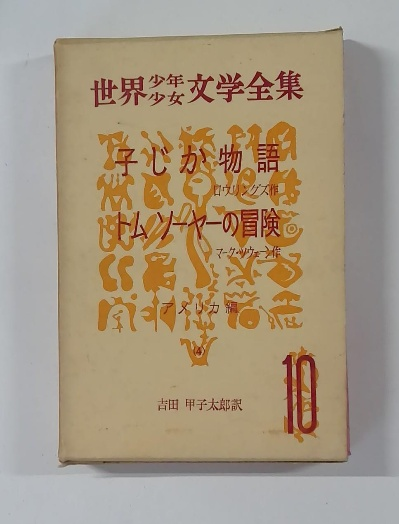 世界少年少女文学全集
子じか物語
ロウリングズ作
トムソーヤーの冒険
マーク・ツウェーン作
アメリカ編
(4)
吉田 甲子太郎訳
10